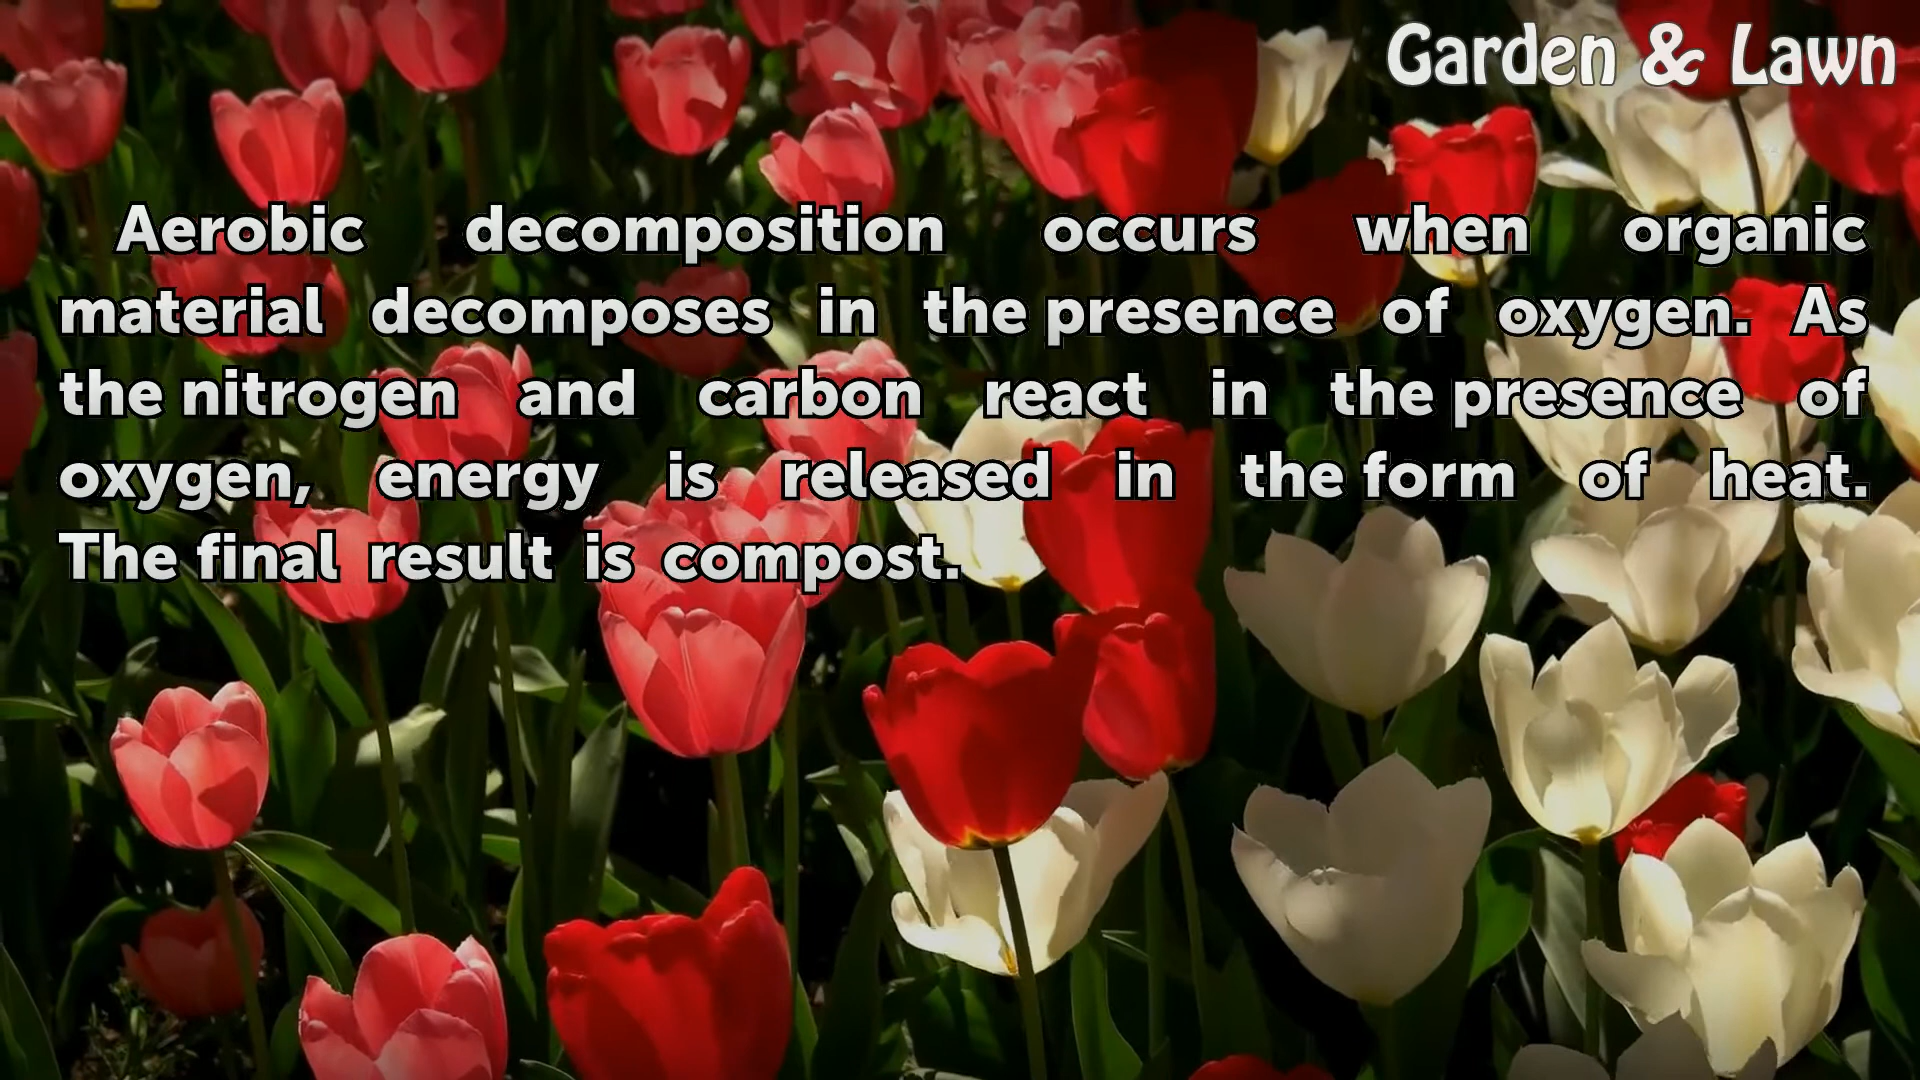 Garden & Lawn
Aerobic decomposition occurs when organic
material decomposes in the presence of oxygen. As
the nitrogen and carbon react in the presence of
oxygen, energy is released in the form of heat.
The final result is compost.